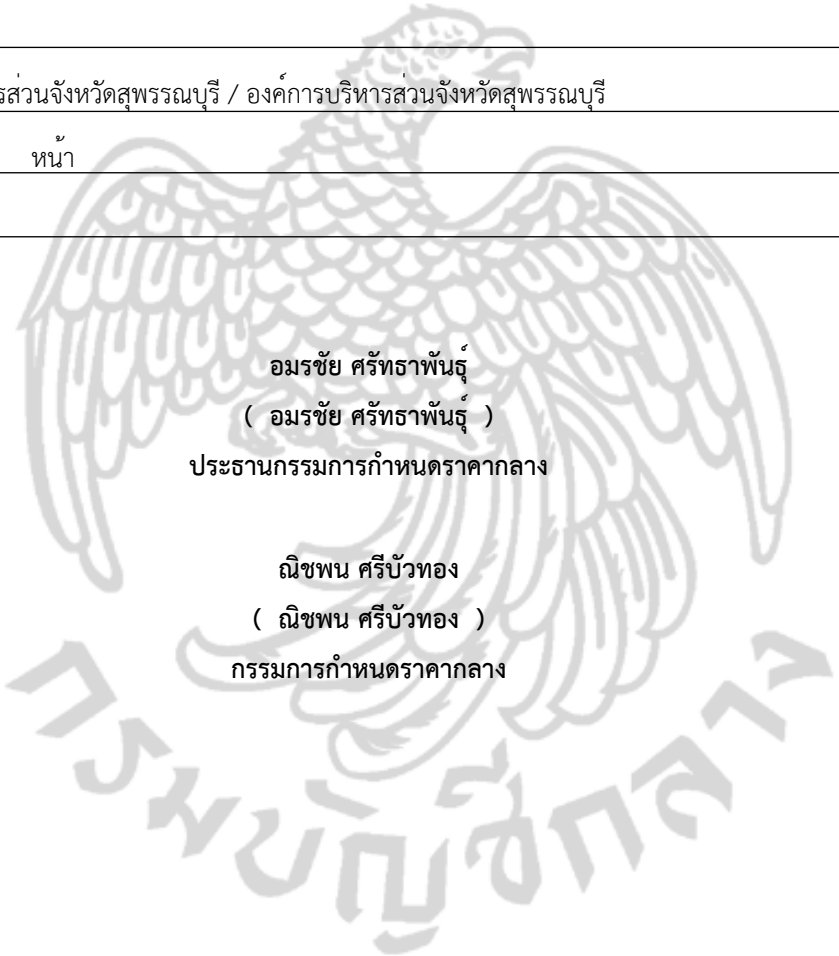 รส่วนจังหวัดสุพรรณบุรี / องค์การบริหารส่วนจังหวัดสุพรรณบุรี
หน้า
อมรชัย ศรัทธาพันธุ์
( อมรชัย ศรัทธาพันธุ์ )
ประธานกรรมการกำหนดราคากลาง
ณิชพน ศรีบัวทอง
( ณิชพน ศรีบัวทอง )
กรรมการกำหนดราคากลาง
กรมบัญชีกลาง